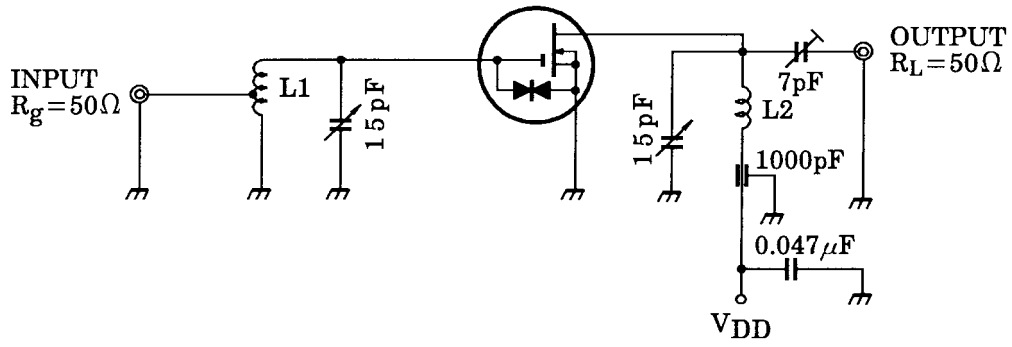 INPUT
Rg=50Ω
L1
15pF
15pF
7pF
L2
1000pF
0.047μF
VDD
OUTPUT
RL=50Ω